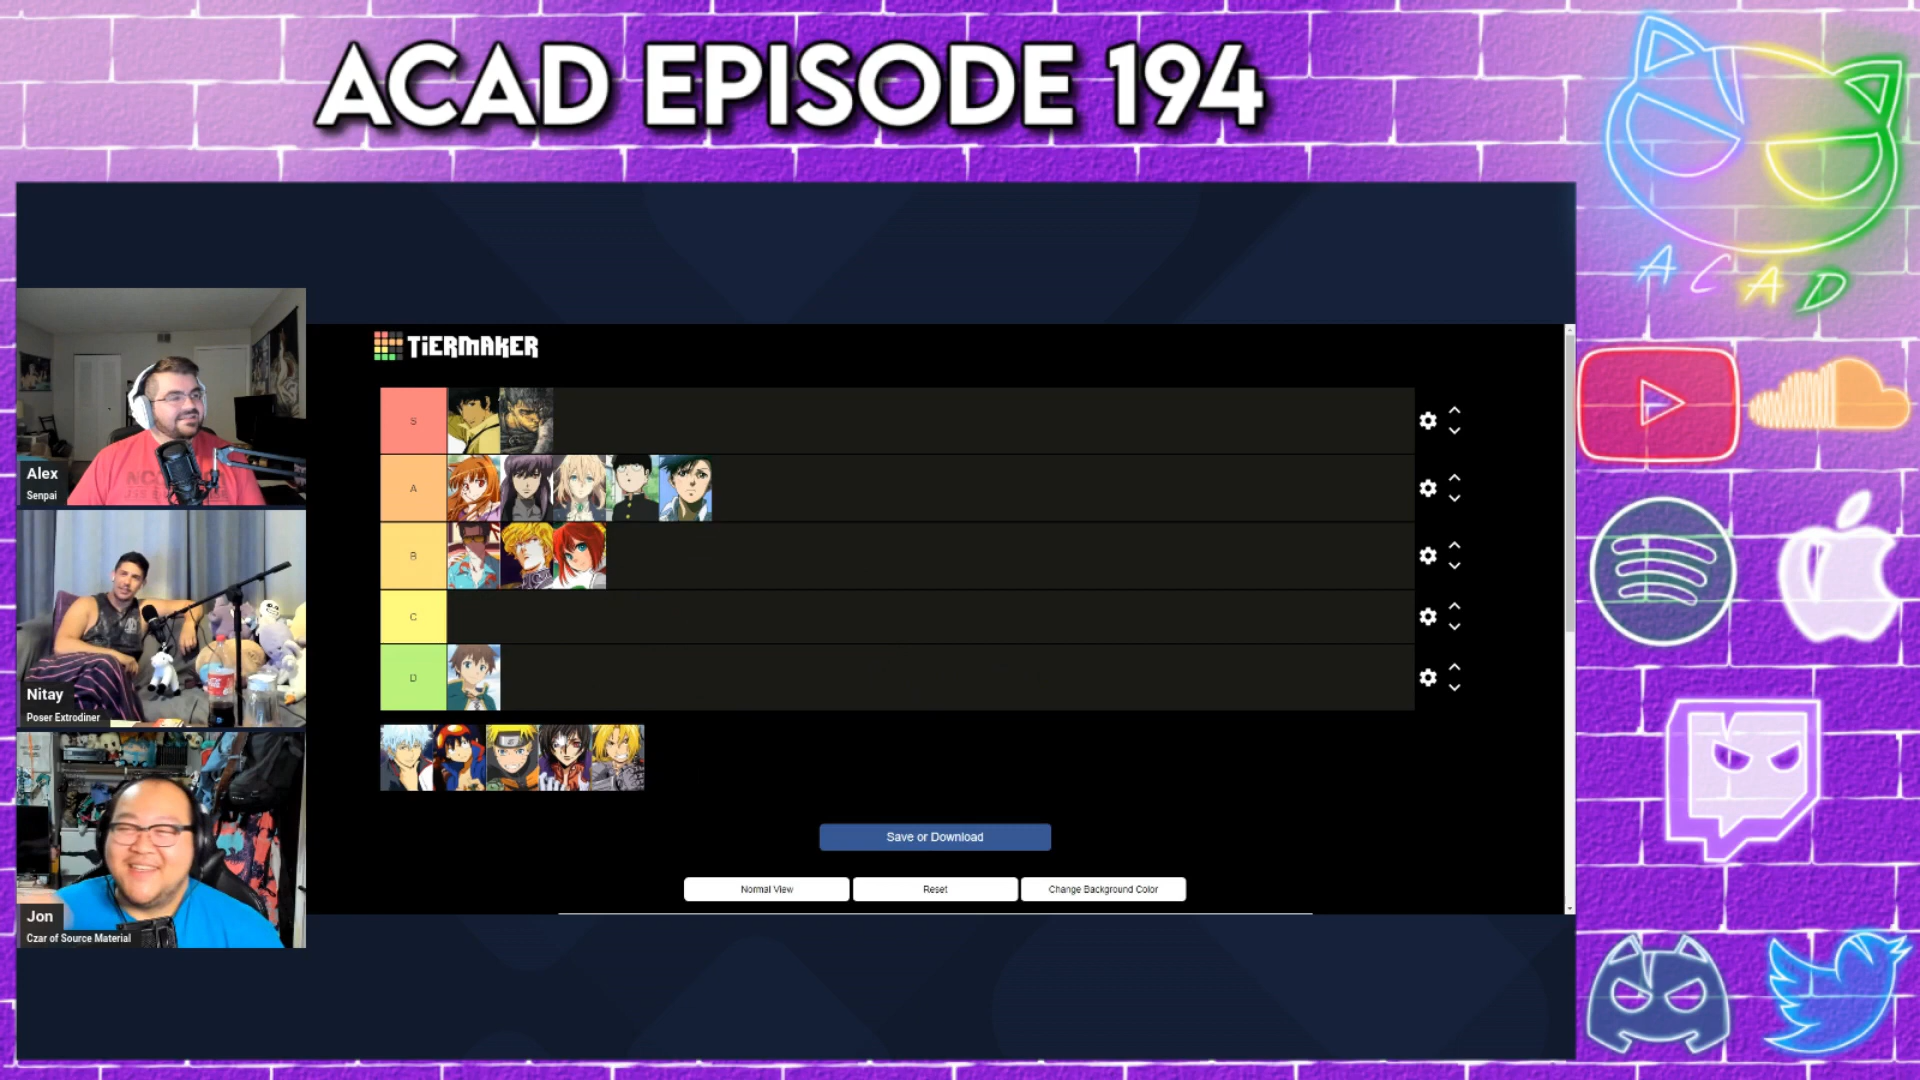 ACAD EPISODE 194
A C A D
TiERMAKER
S
A
B
C
D
Alex
Senpai
Nitay
Poser Extrodiner
Jon
Czar of Source Material
Save or Download
Normal View
Reset
Change Background Color